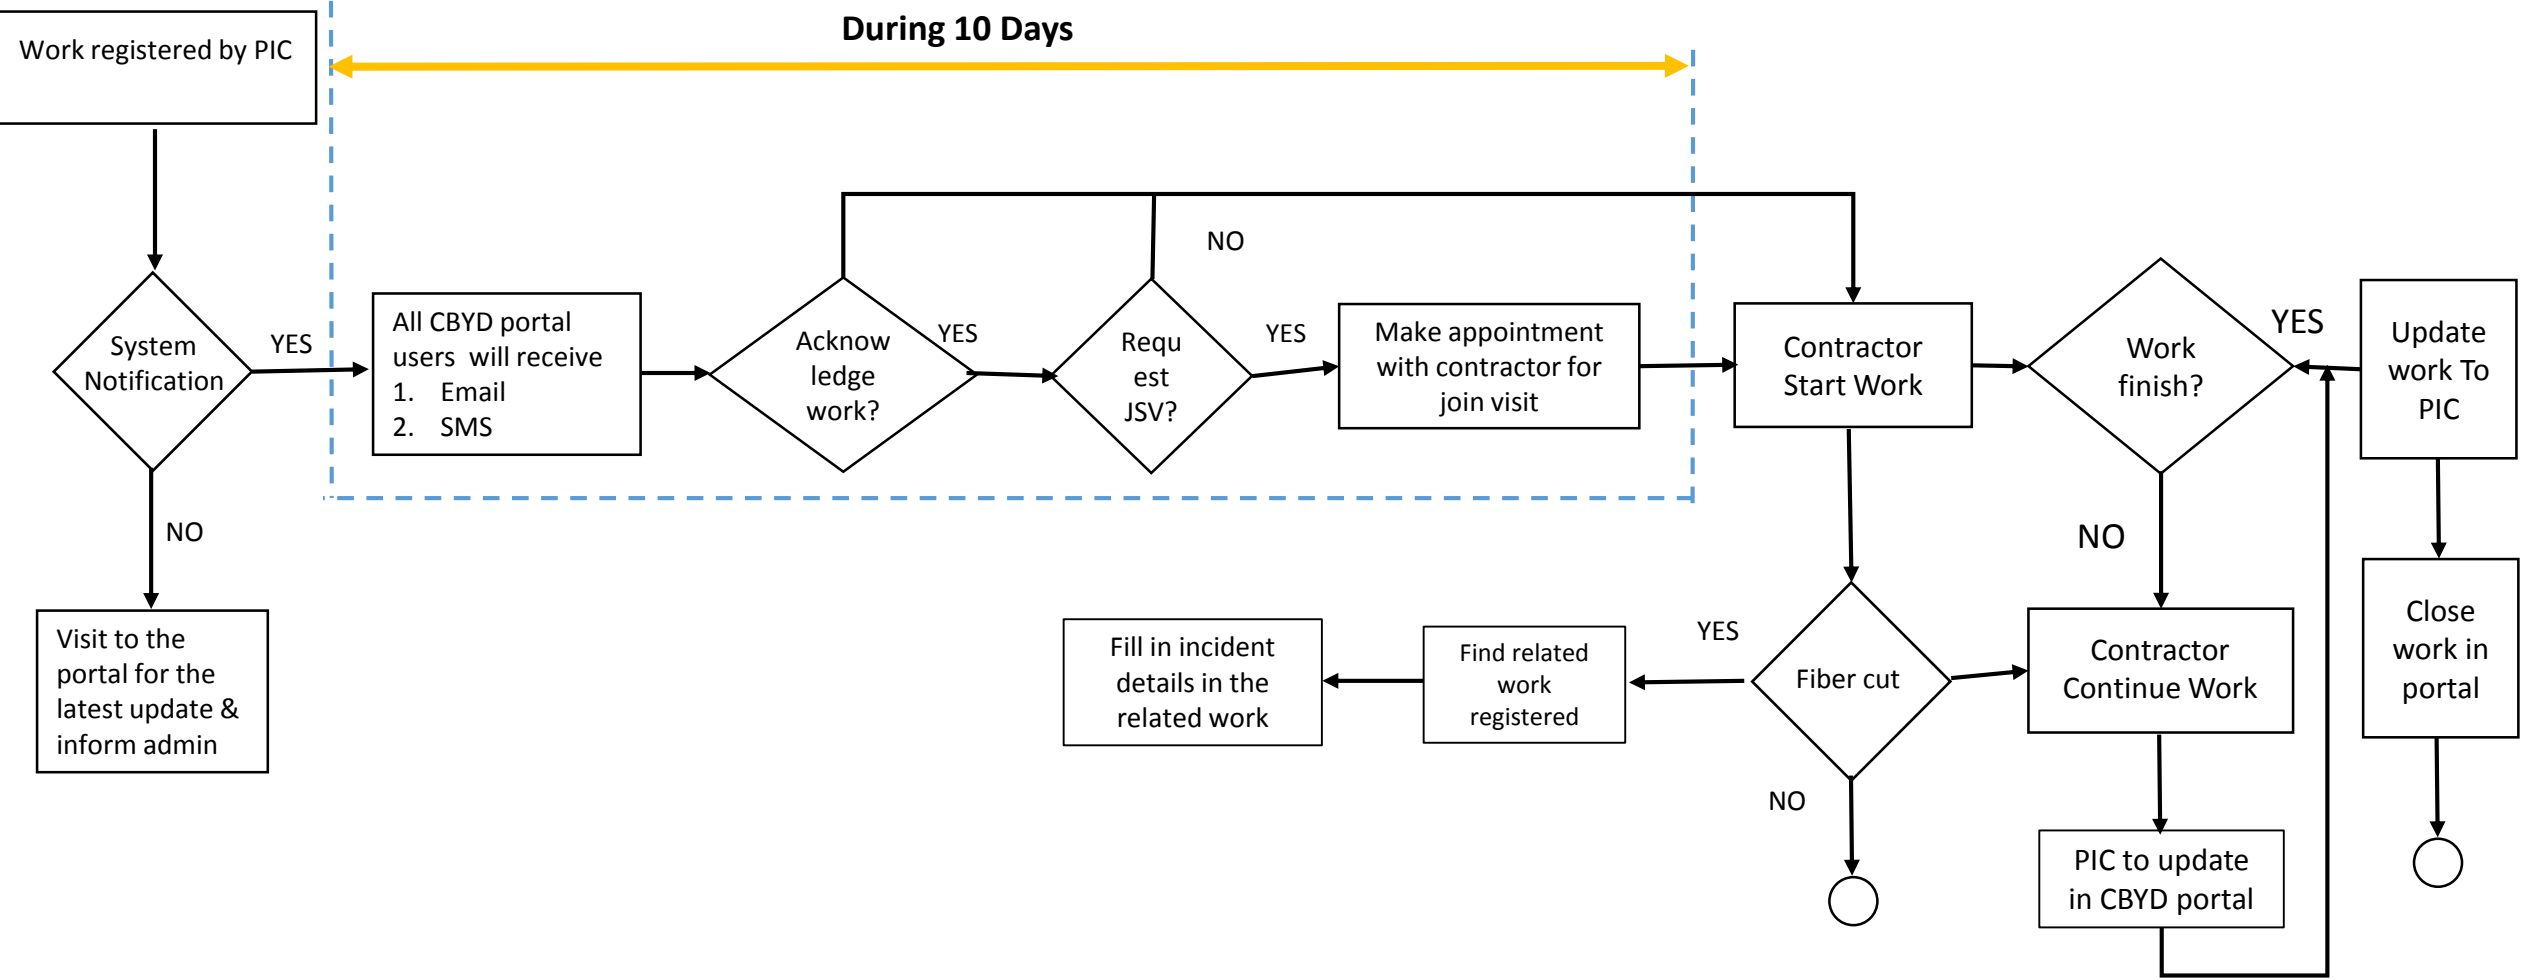 During 10 Days
Work registered by PIC
System
Notification
YES
NO
Visit to the
portal for the
latest update &
inform admin
All CBYD portal
users will receive
1. Email
2. SMS
Acknow
ledge
work?
YES
Requ
est
JSV?
NO
YES
Make appointment
with contractor for
join visit
Contractor
Start Work
Work
finish?
YES
Update
work To
PIC
NO
Close
work in
portal
Fiber cut
YES
Find related
work
registered
Fill in incident
details in the
related work
NO
Contractor
Continue Work
PIC to update
in CBYD portal